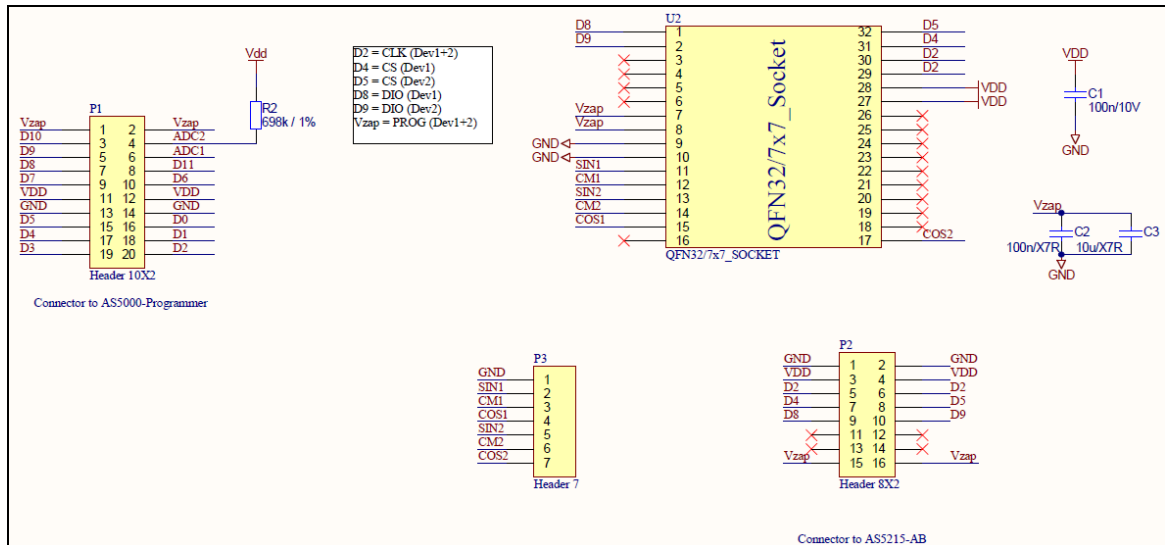 Vdd
R2
698k / 1%
D2 = CLK (Dev1+2)
D4 = CS (Dev1)
D5 = CS (Dev2)
D8 = DIO (Dev1)
D9 = DIO (Dev2)
Vzap = PROG (Dev1+2)
P1
Vzap 1 2 Vzap
D10 3 4 ADC2
D9 5 6 ADC1
D8 7 8 D11
D7 9 10 D6
VDD 11 12 VDD
GND 13 14 GND
D5 15 16 D0
D4 17 18 D1
D3 19 20 D2
Header 10X2
Connector to AS5000-Programmer
U2
D8 1 32 D5
D9 2 31 D4
3 30 D2
4 29 D2
5 28 VDD
6 27 VDD
Vzap 7 26
Vzap 8 25
GND 9 24
GND 10 23
SIN1 11 22
CM1 12 21
SIN2 13 20
CM2 14 19
COS1 15 18
16 17 COS2
QFN32/7x7_Socket
QFN32/7x7_SOCKET
VDD
C1
100n/10V
GND
Vzap
C2
100n/X7R
C3
10u/X7R
GND
P3
GND 1
SIN1 2
CM1 3
COS1 4
SIN2 5
CM2 6
COS2 7
Header 7
P2
GND 1 2 GND
VDD 3 4 VDD
D2 5 6 D2
D4 7 8 D5
D8 9 10 D9
11 12
13 14
Vzap 15 16 Vzap
Header 8X2
Connector to AS5215-AB